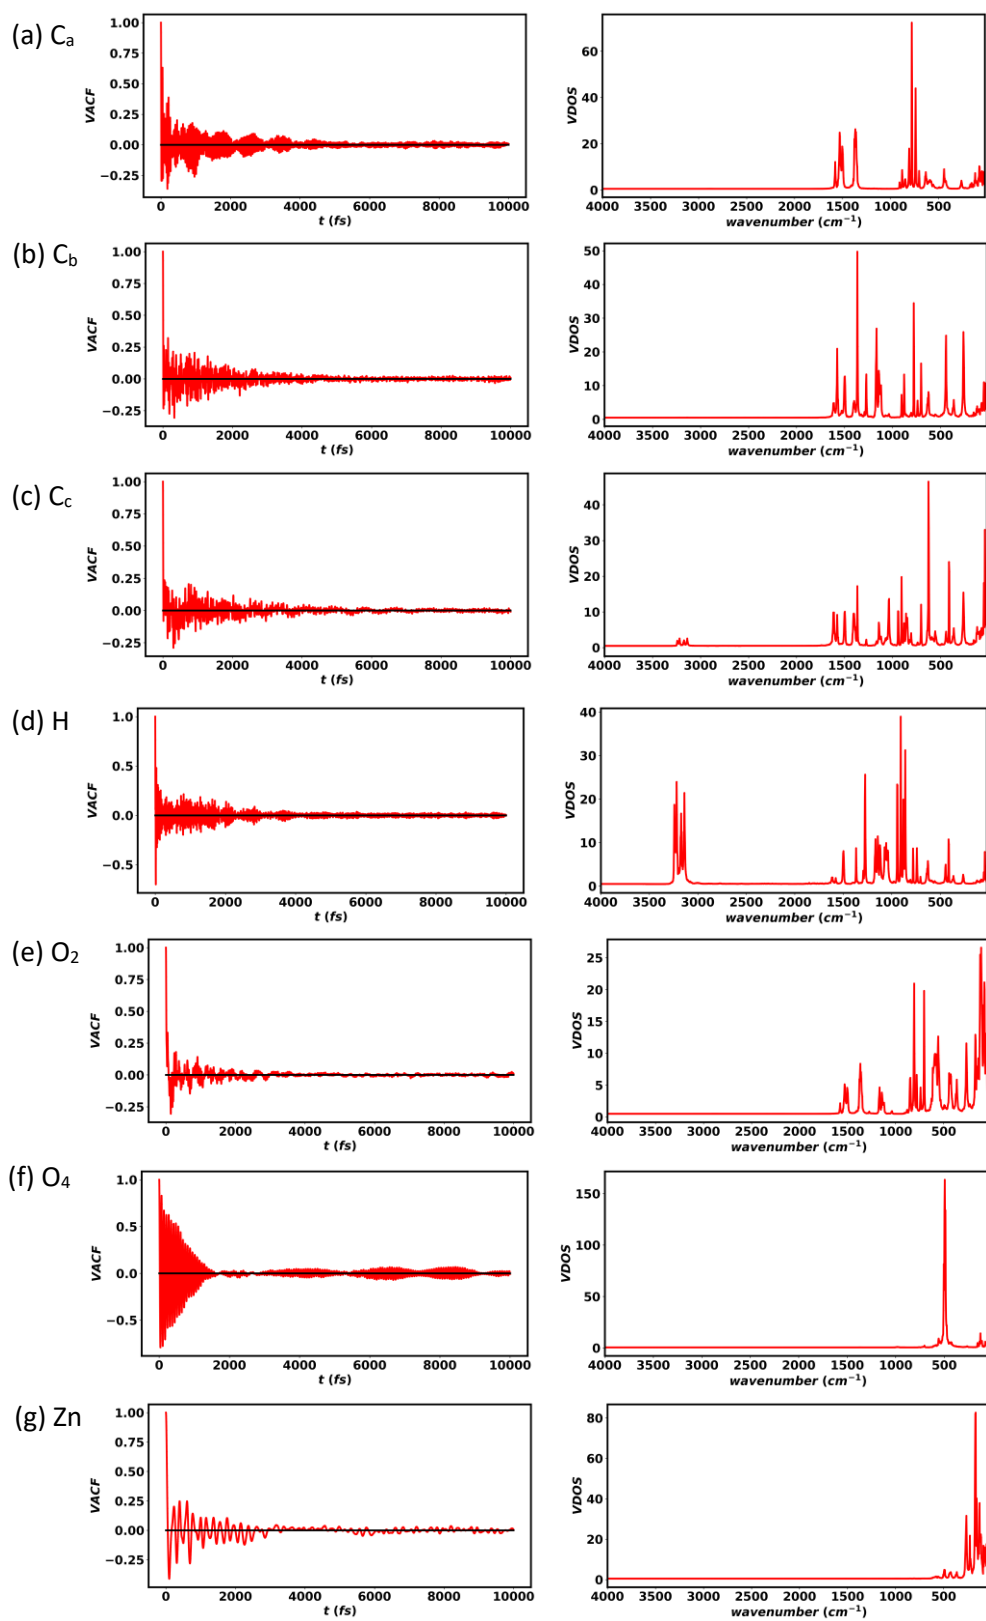 (a) Ca
1.00
0.75
0.50
0.25
0.00
−0.25
VACF
0 2000 4000 6000 8000 10000
t (fs)
60
40
20
0
VDOS
4000 3500 3000 2500 2000 1500 1000 500
wavenumber (cm⁻¹)
(b) Cb
1.00
0.75
0.50
0.25
0.00
−0.25
VACF
0 2000 4000 6000 8000 10000
t (fs)
50
40
30
20
10
0
VDOS
4000 3500 3000 2500 2000 1500 1000 500
wavenumber (cm⁻¹)
(c) Cc
1.00
0.75
0.50
0.25
0.00
−0.25
VACF
0 2000 4000 6000 8000 10000
t (fs)
40
30
20
10
0
VDOS
4000 3500 3000 2500 2000 1500 1000 500
wavenumber (cm⁻¹)
(d) H
1.0
0.5
0.0
−0.5
VACF
0 2000 4000 6000 8000 10000
t (fs)
40
30
20
10
0
VDOS
4000 3500 3000 2500 2000 1500 1000 500
wavenumber (cm⁻¹)
(e) O₂
1.00
0.75
0.50
0.25
0.00
−0.25
VACF
0 2000 4000 6000 8000 10000
t (fs)
25
20
15
10
5
0
VDOS
4000 3500 3000 2500 2000 1500 1000 500
wavenumber (cm⁻¹)
(f) O₄
1.0
0.5
0.0
−0.5
VACF
0 2000 4000 6000 8000 10000
t (fs)
150
100
50
0
VDOS
4000 3500 3000 2500 2000 1500 1000 500
wavenumber (cm⁻¹)
(g) Zn
1.00
0.75
0.50
0.25
0.00
−0.25
VACF
0 2000 4000 6000 8000 10000
t (fs)
80
60
40
20
0
VDOS
4000 3500 3000 2500 2000 1500 1000 500
wavenumber (cm⁻¹)